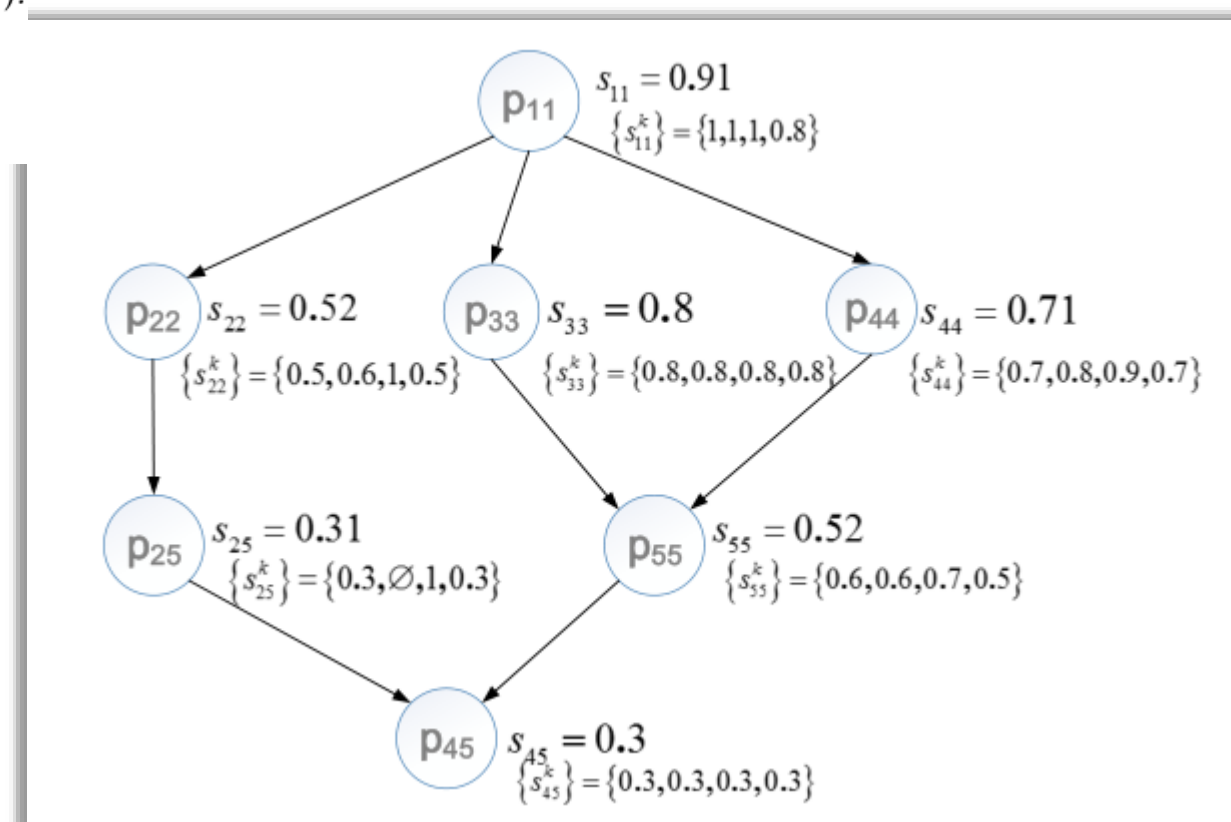 ).
p₁₁ s₁₁ = 0.91
{s₁₁ᵏ} = {1,1,1,0.8}
p₂₂ s₂₂ = 0.52 p₃₃ s₃₃ = 0.8 p₄₄ s₄₄ = 0.71
{s₂₂ᵏ} = {0.5,0.6,1,0.5} {s₃₃ᵏ} = {0.8,0.8,0.8,0.8} {s₄₄ᵏ} = {0.7,0.8,0.9,0.7}
p₂₅ s₂₅ = 0.31 p₅₅ s₅₅ = 0.52
{s₂₅ᵏ} = {0.3,∅,1,0.3} {s₅₅ᵏ} = {0.6,0.6,0.7,0.5}
p₄₅ s₄₅ = 0.3
{s₄₅ᵏ} = {0.3,0.3,0.3,0.3}